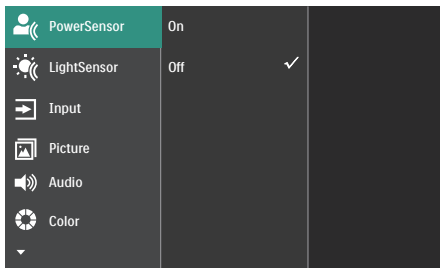 PowerSensor On
LightSensor Off
Input
Picture
Audio
Color